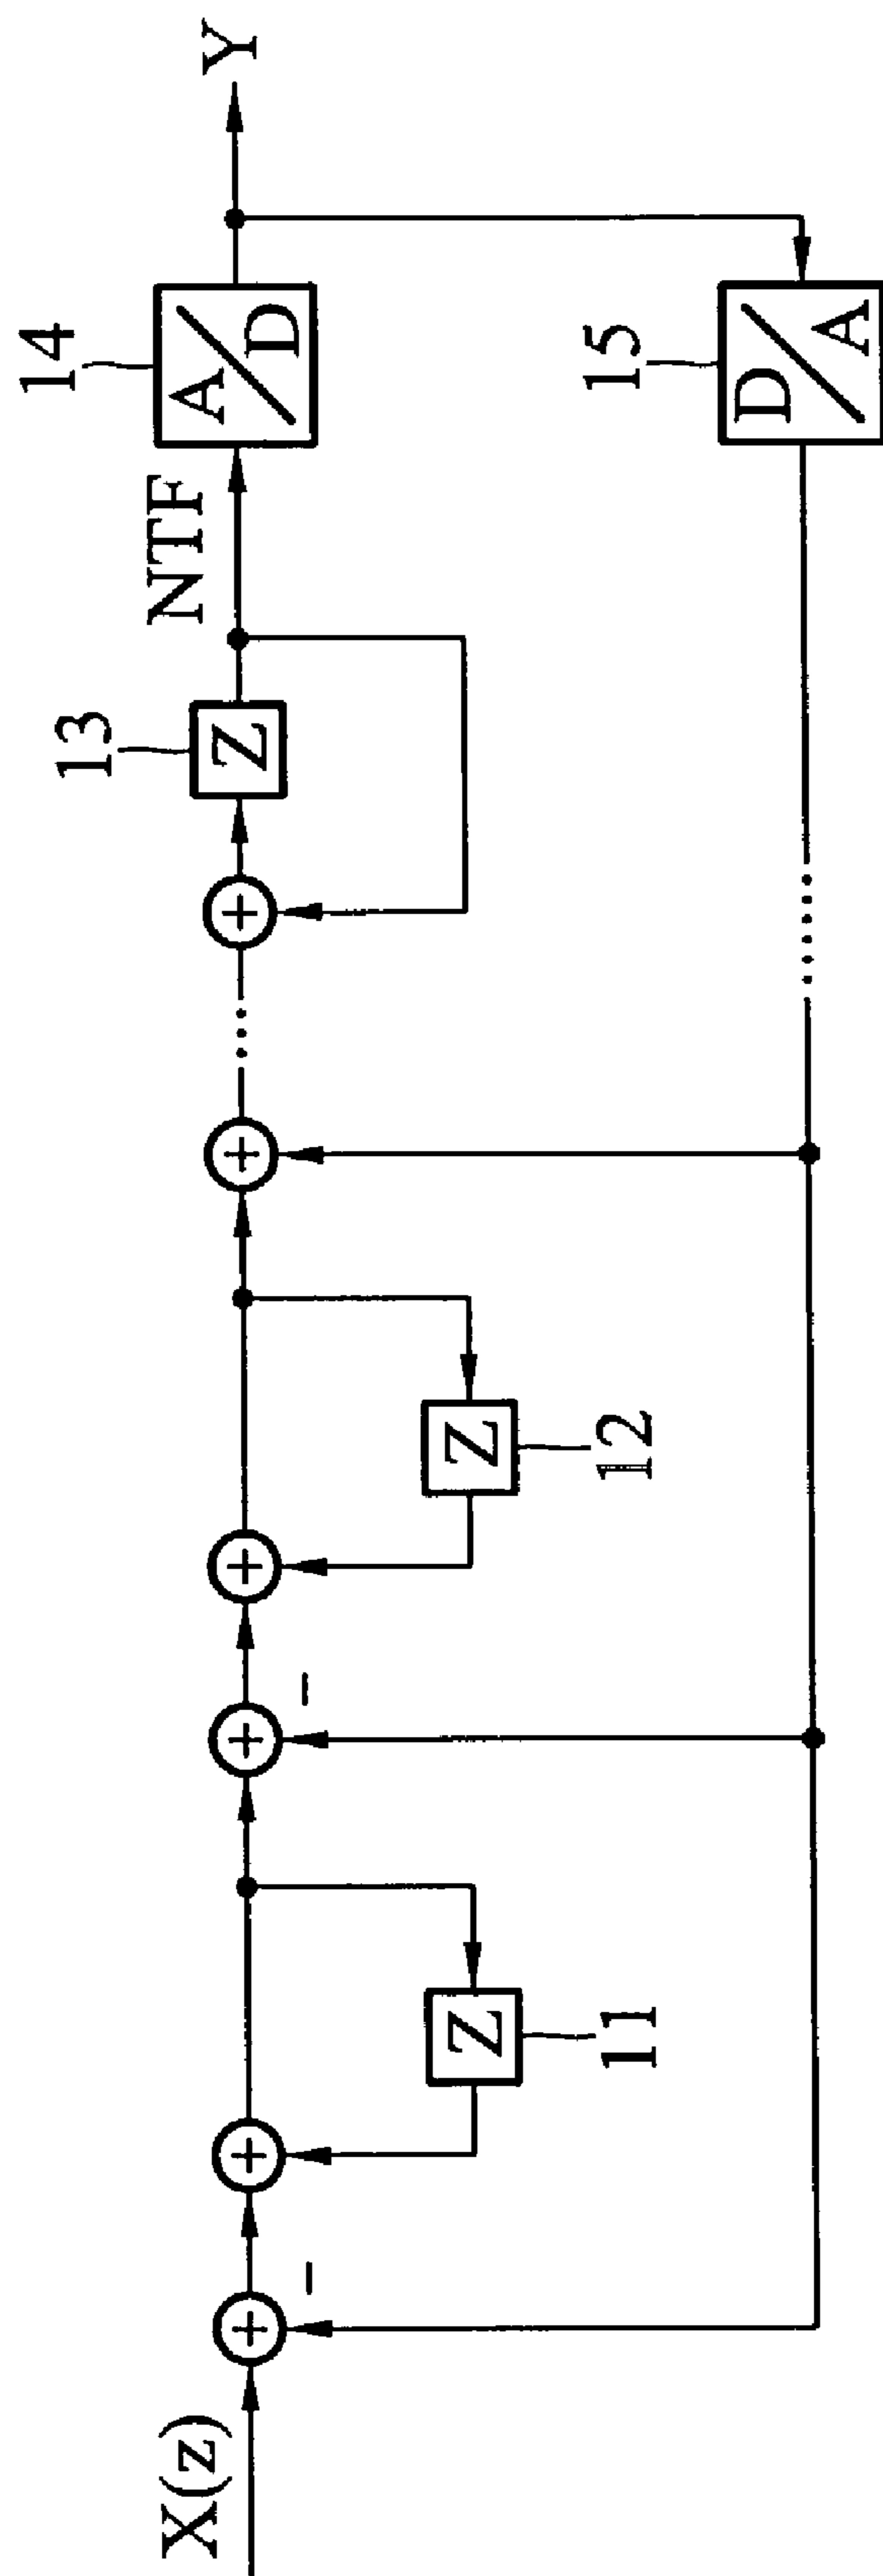 X(z)
+
-
+
Z
11
+
-
+
Z
12
+
+
Z
13
NTF
A/D
14
Y
D/A
15